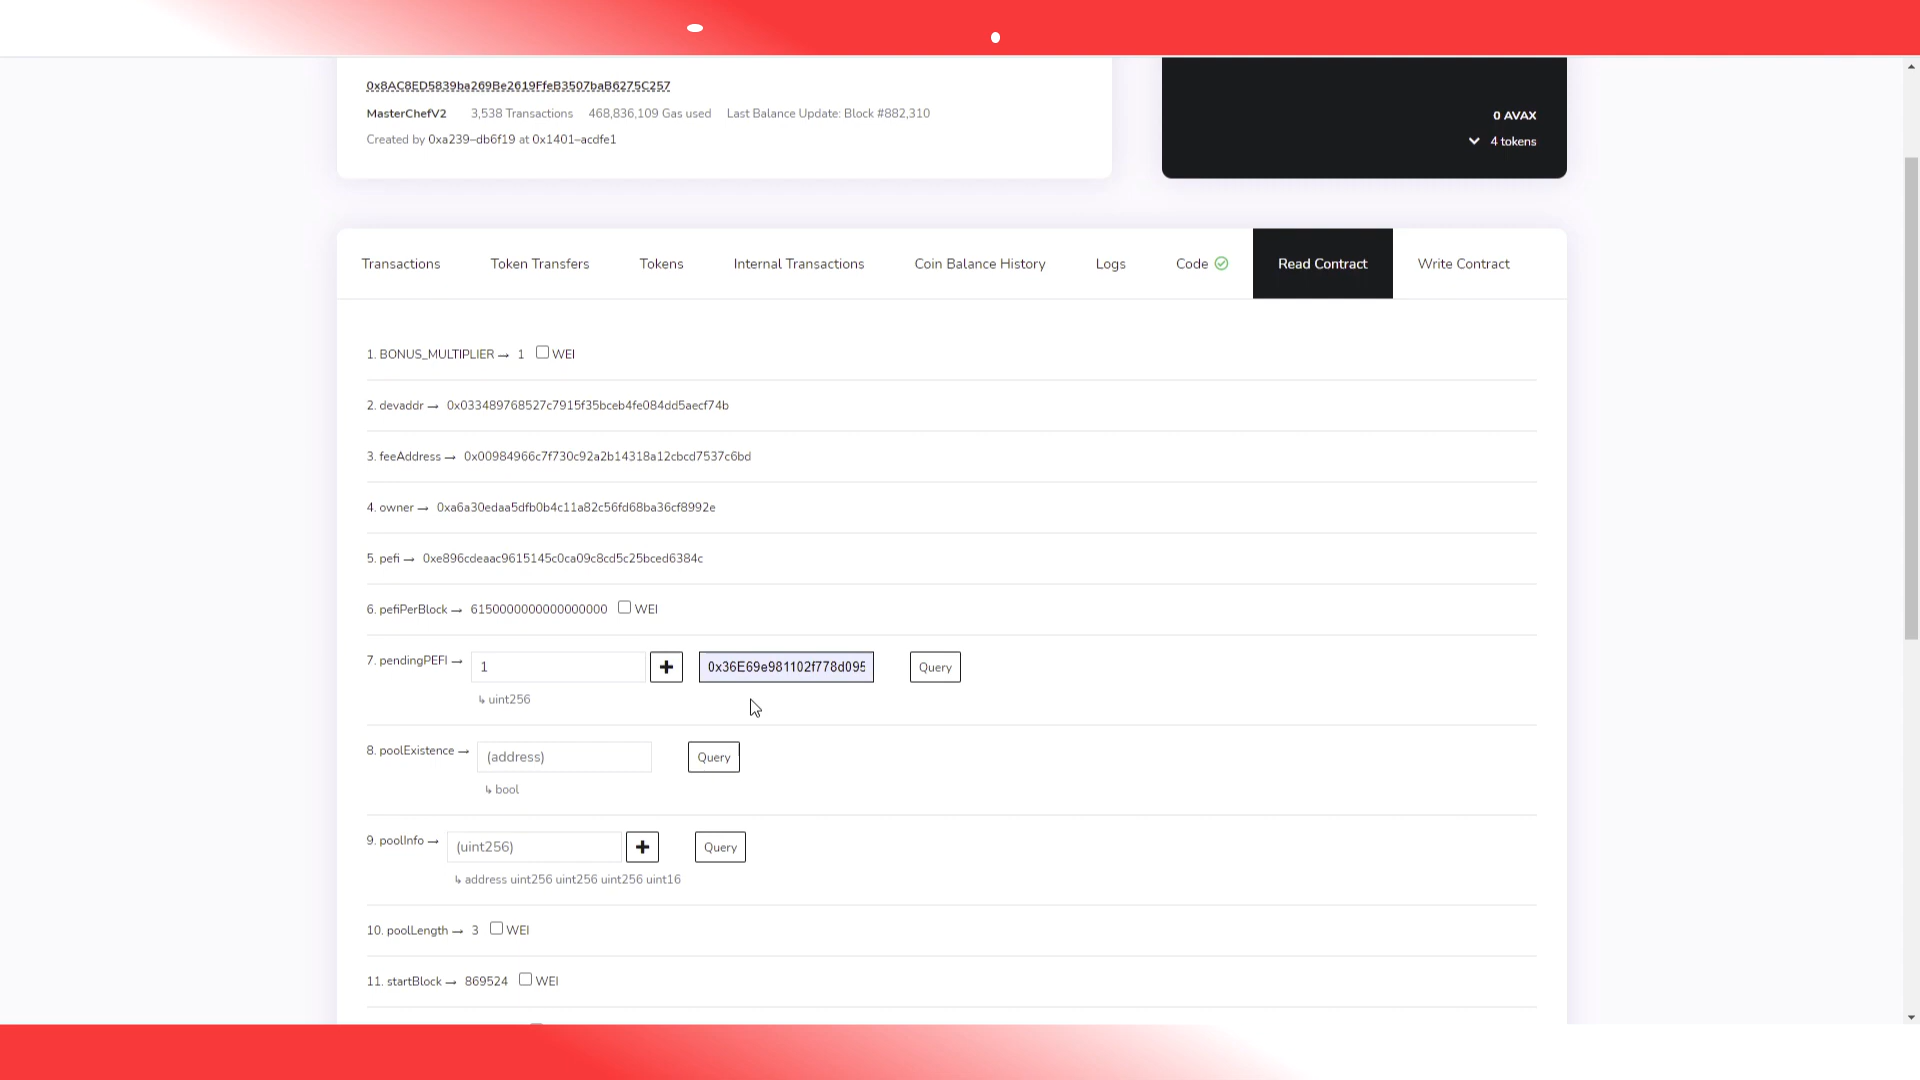 0x8AC8ED5839ba269Be2619FfeB3507baB6275C257
MasterChefV2 3,538 Transactions 468,836,109 Gas used Last Balance Update: Block #882,310
Created by 0xa239–db6f19 at 0x1401–acdfe1
0 AVAX
4 tokens
Transactions Token Transfers Tokens Internal Transactions Coin Balance History Logs Code Read Contract Write Contract
1. BONUS_MULTIPLIER → 1 WEI
2. devaddr → 0x033489768527c7915f35bceb4fe084dd5aecf74b
3. feeAddress → 0x00984966c7f730c92a2b14318a12cbcd7537c6bd
4. owner → 0xa6a30edaa5dfb0b4c11a82c56fd68ba36cf8992e
5. pefi → 0xe896cdeaac9615145c0ca09c8cd5c25bced6384c
6. pefiPerBlock → 6150000000000000000 WEI
7. pendingPEFI → 1 + 0x36E69e981102f778d095 Query
↳ uint256
8. poolExistence → (address) Query
↳ bool
9. poolInfo → (uint256) + Query
↳ address uint256 uint256 uint256 uint16
10. poolLength → 3 WEI
11. startBlock → 869524 WEI